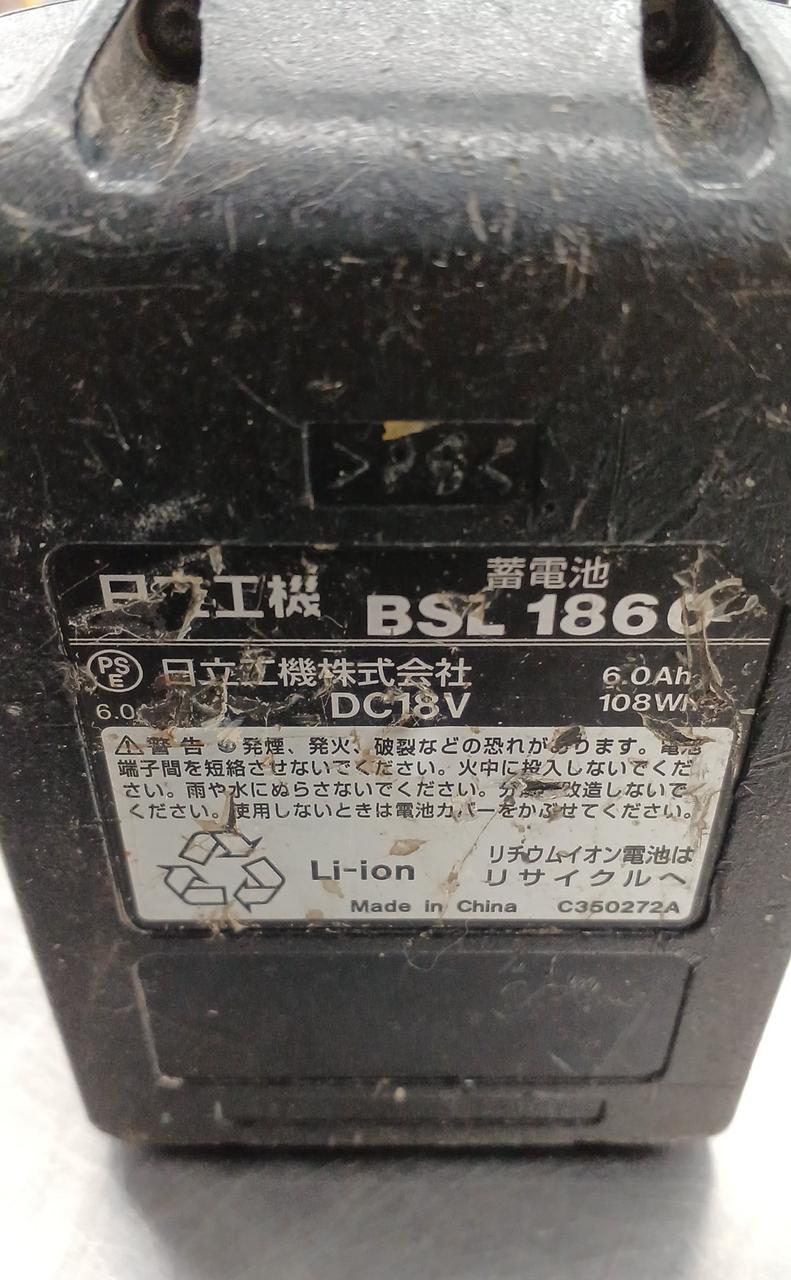 >PC<
蓄電池
日立工機
BSL 1860
PSE 日立工機株式会社 6.0Ah
6.0 DC18V 108Wh
⚠警告 発煙、発火、破裂などの恐れがあります。電池
端子間を短絡させないでください。火中に投入しないでくだ
さい。雨や水にぬらさないでください。分解・改造しないで
ください。使用しないときは電池カバーをかぶせてください。
Li-ion
リチウムイオン電池は
リサイクルへ
Made in China C350272A